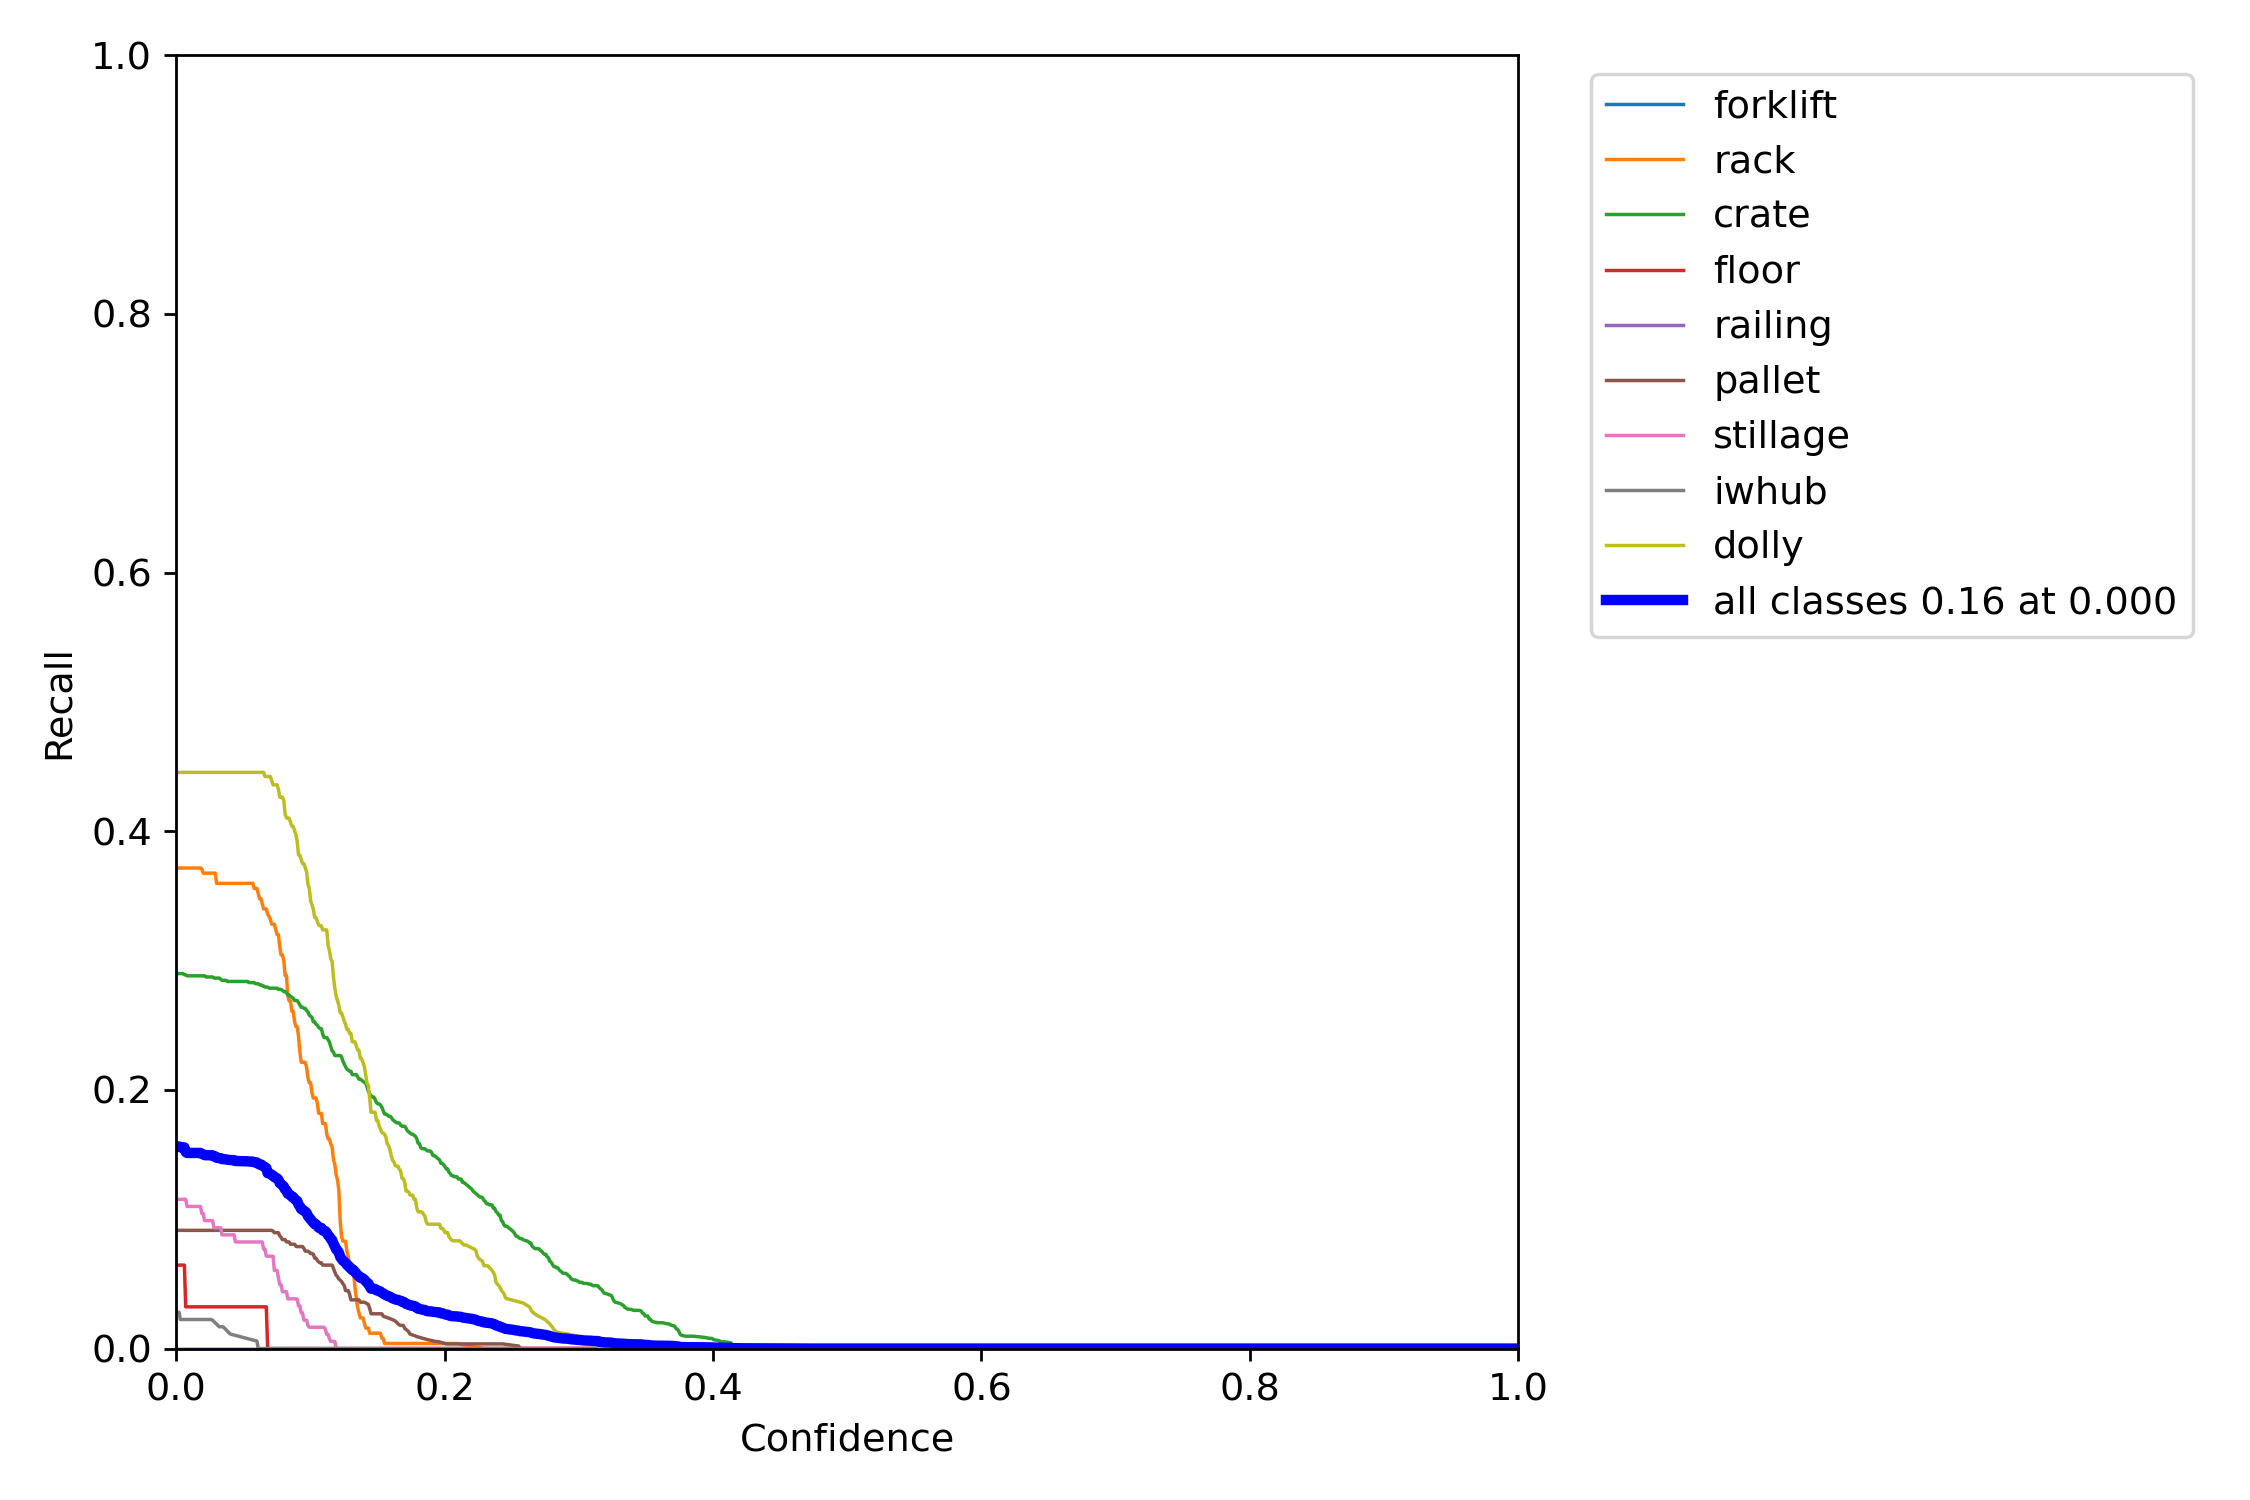 1.0
0.8
0.6
0.4
0.2
0.0
Recall
0.0 0.2 0.4 0.6 0.8 1.0
Confidence
forklift
rack
crate
floor
railing
pallet
stillage
iwhub
dolly
all classes 0.16 at 0.000